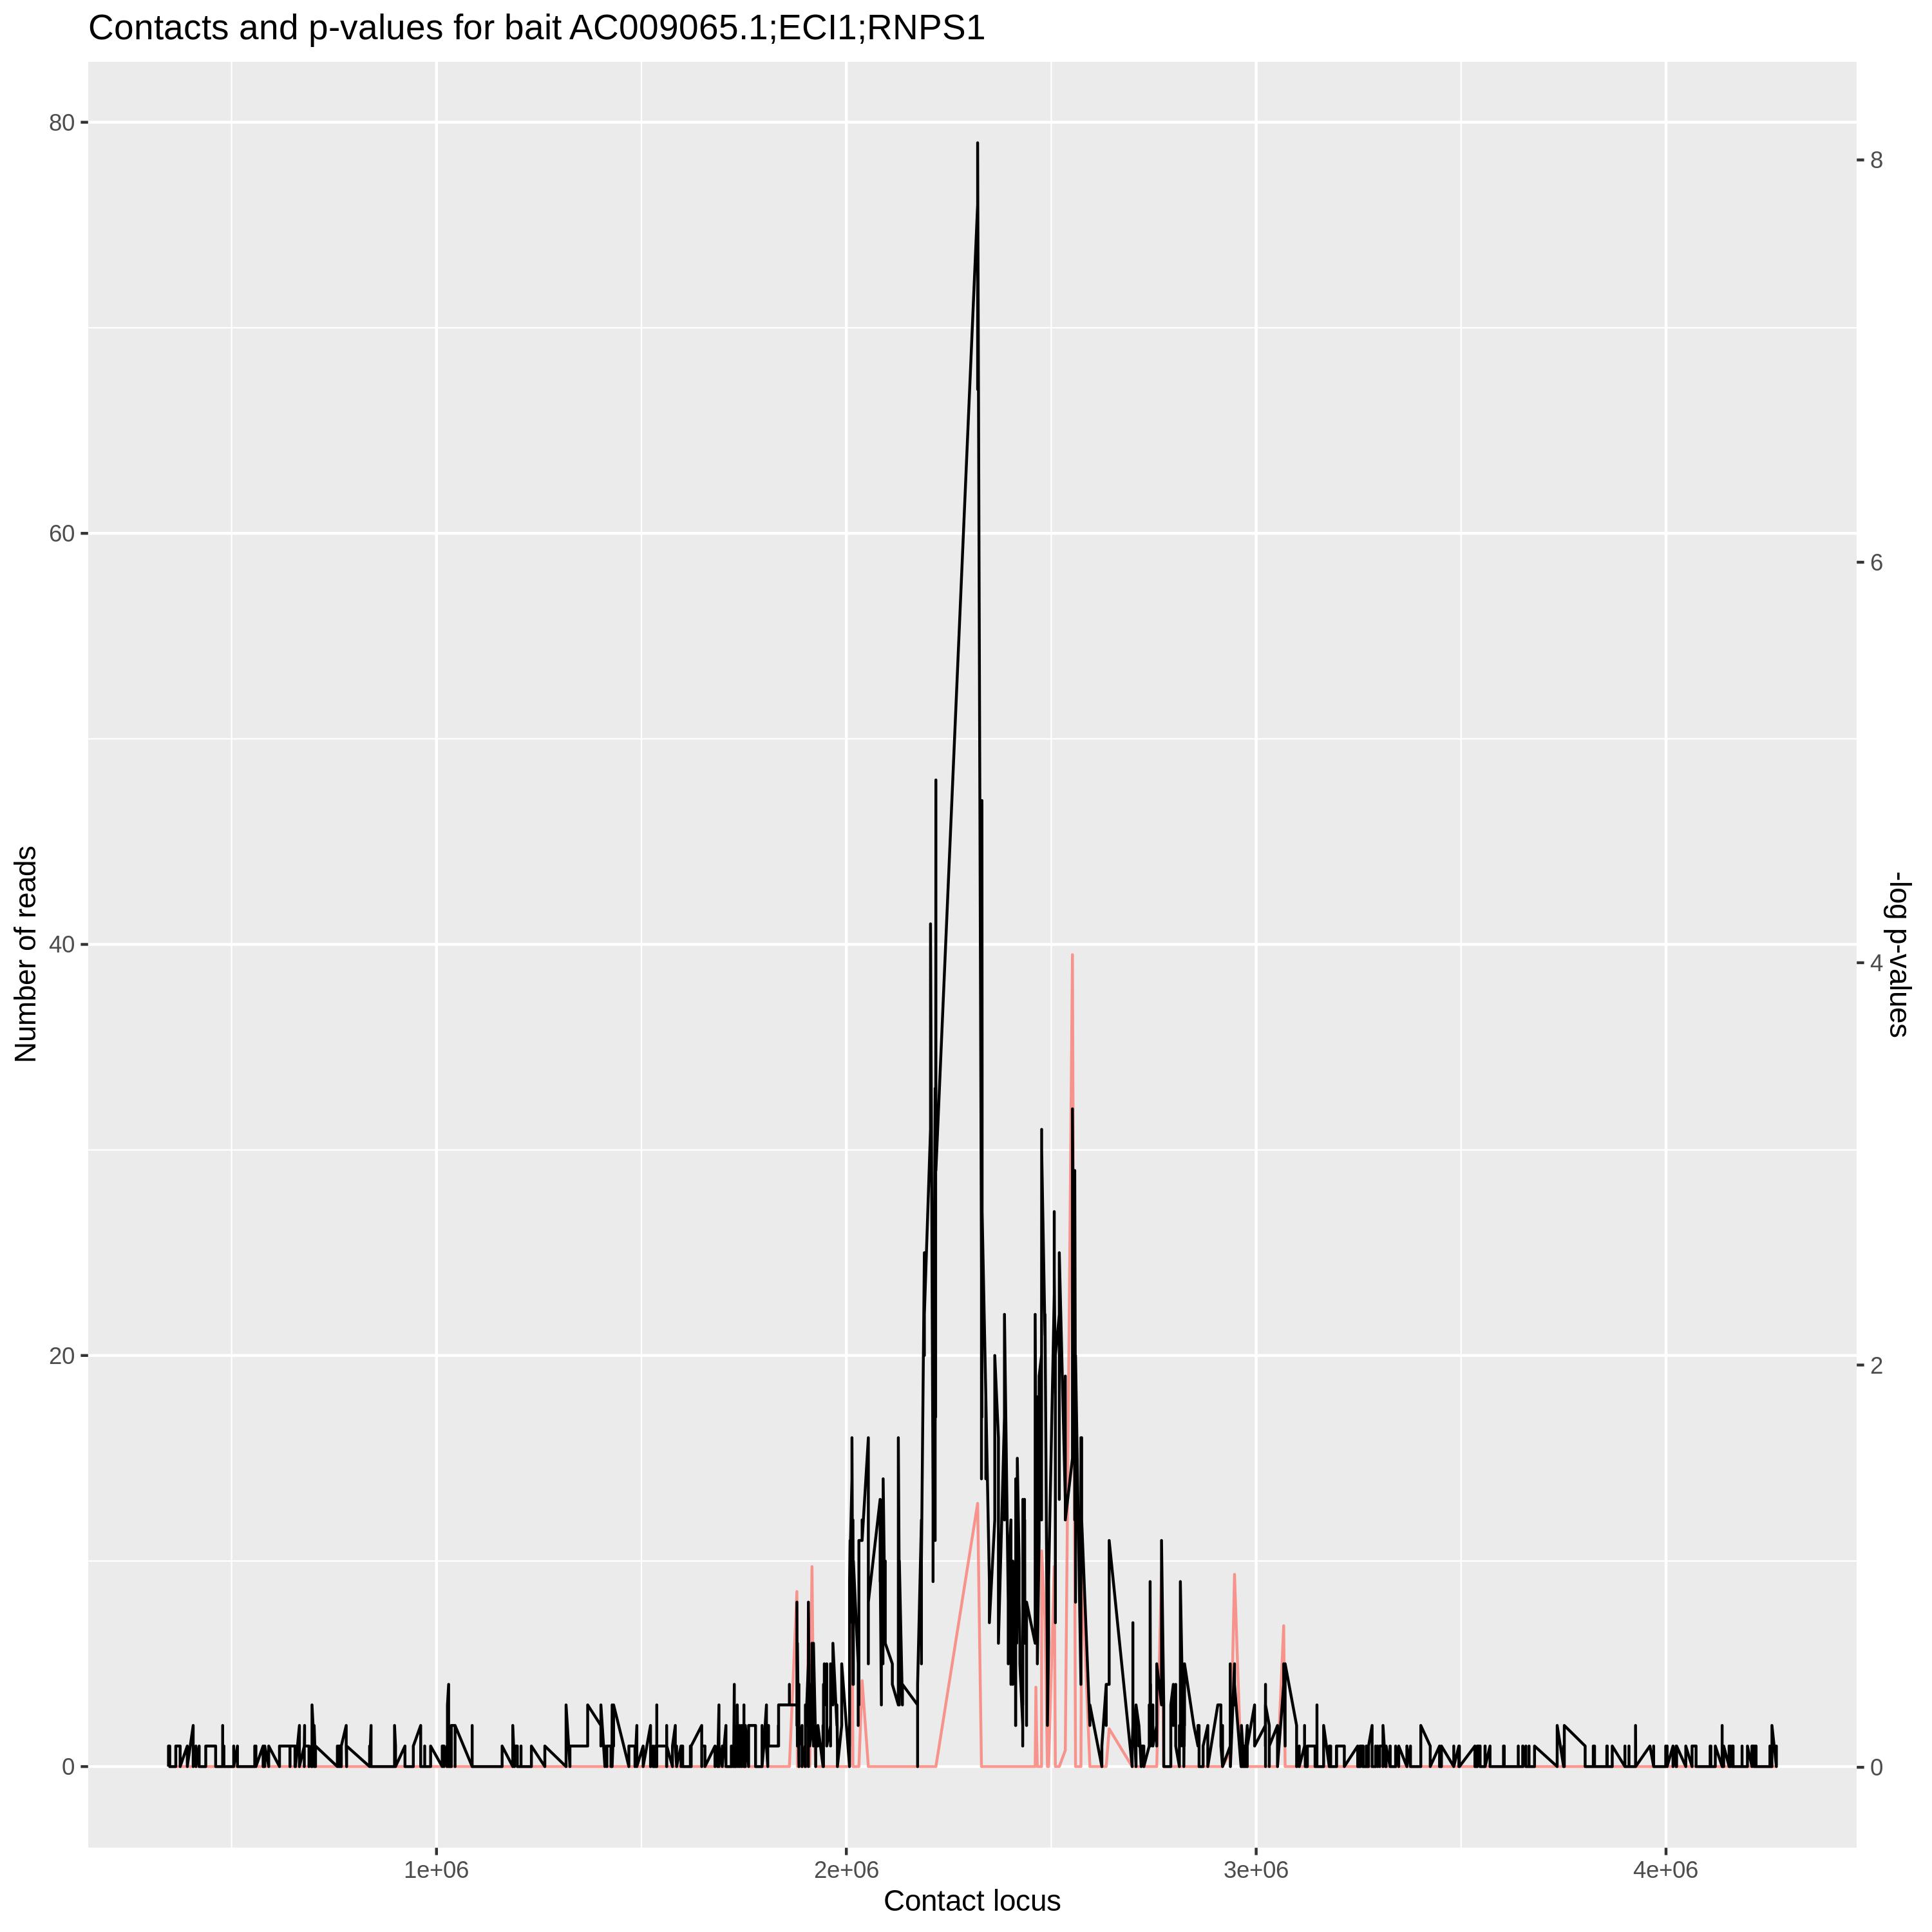 Contacts and p-values for bait AC009065.1;ECI1;RNPS1
80
60
40
20
0
Number of reads
8
6
4
2
0
-log p-values
1e+06
2e+06
3e+06
4e+06
Contact locus